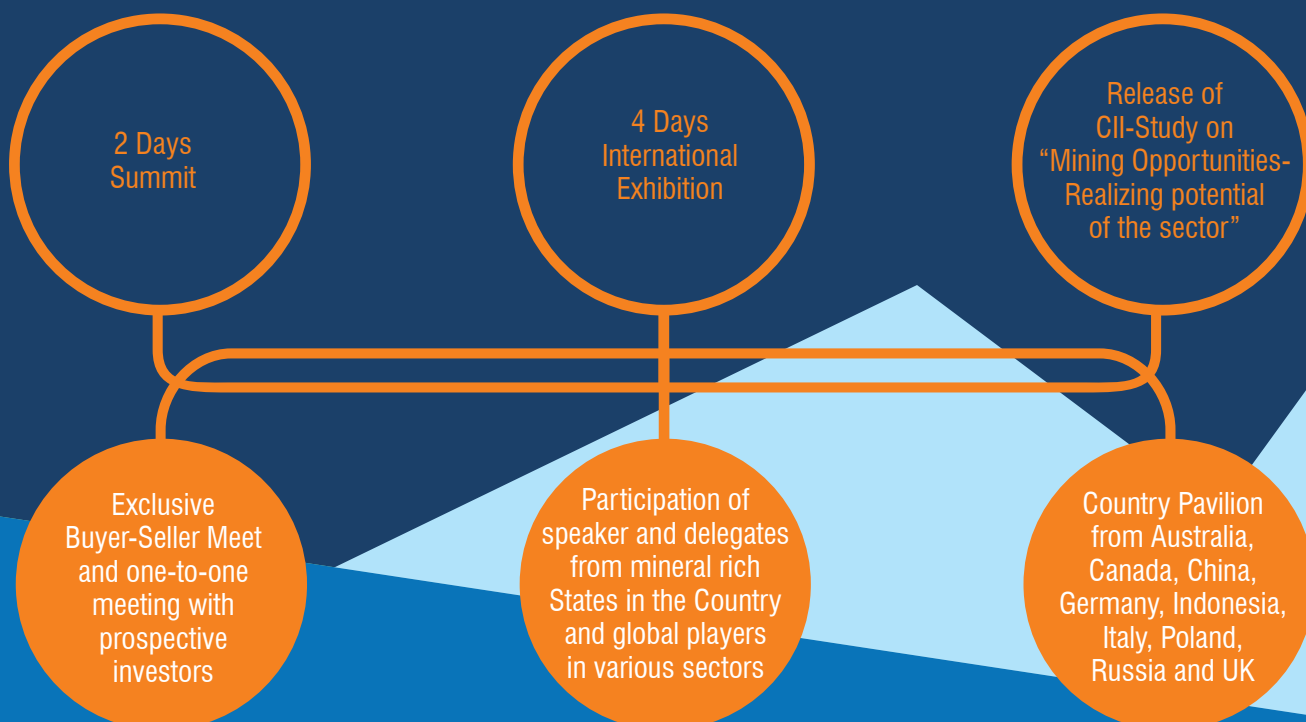 2 Days
Summit
4 Days
International
Exhibition
Release of
CII-Study on
“Mining Opportunities-
Realizing potential
of the sector”
Exclusive
Buyer-Seller Meet
and one-to-one
meeting with
prospective
investors
Participation of
speaker and delegates
from mineral rich
States in the Country
and global players
in various sectors
Country Pavilion
from Australia,
Canada, China,
Germany, Indonesia,
Italy, Poland,
Russia and UK